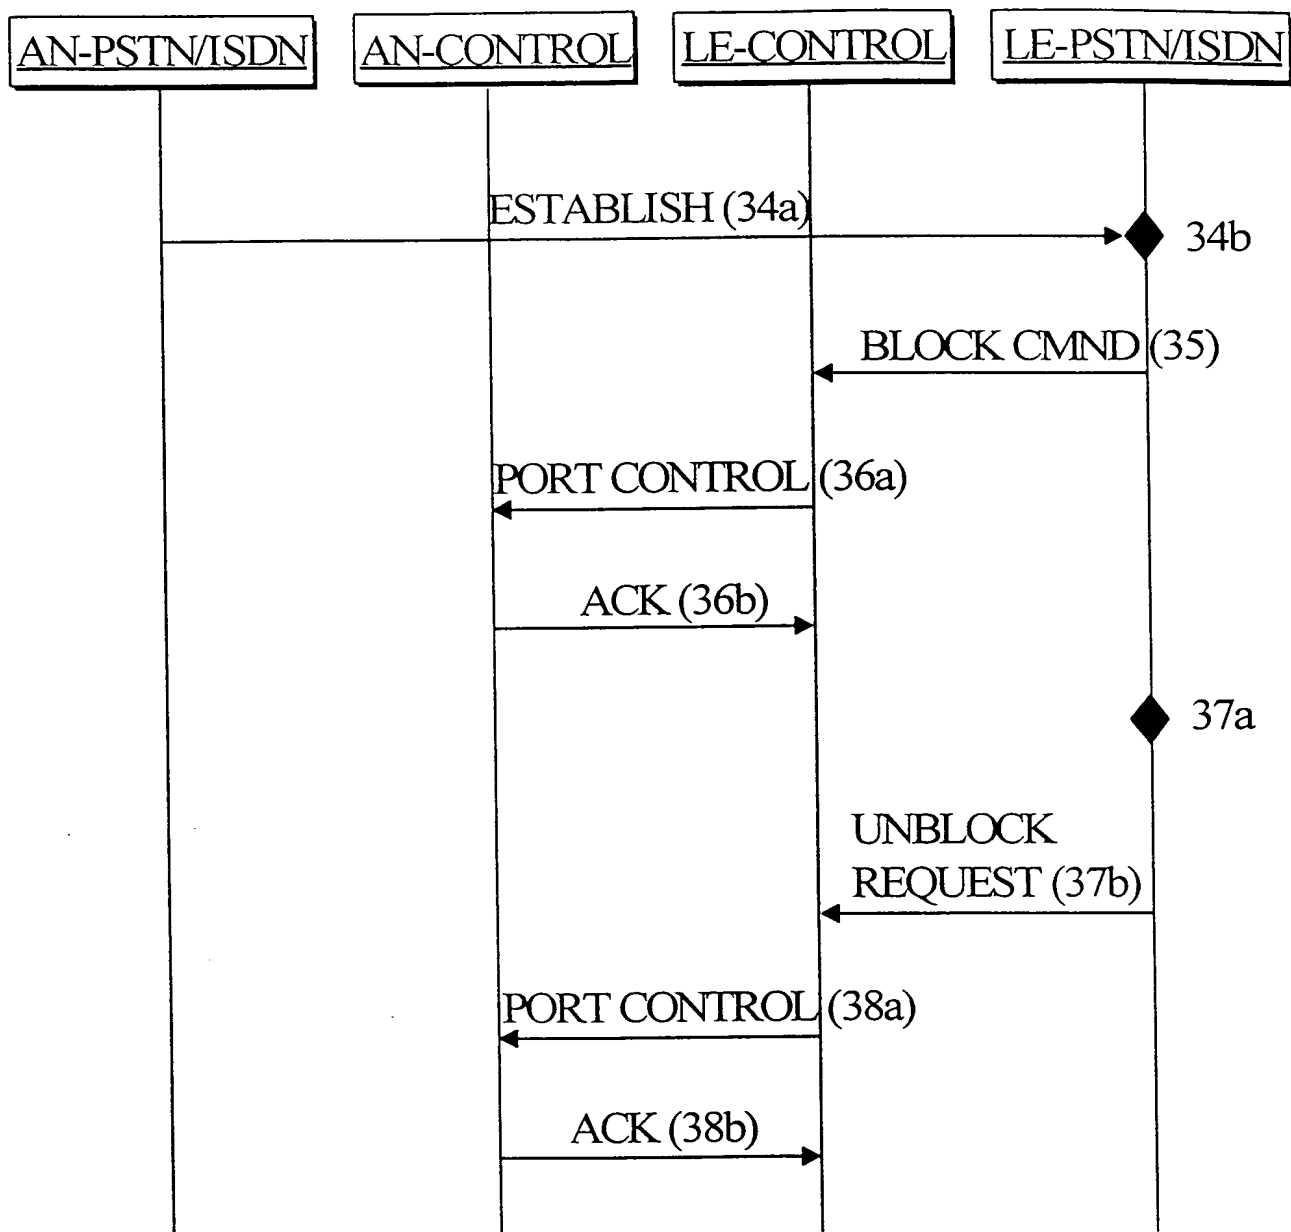 AN-PSTN/ISDN
AN-CONTROL
LE-CONTROL
LE-PSTN/ISDN
ESTABLISH (34a)
34b
BLOCK CMND (35)
PORT CONTROL (36a)
ACK (36b)
37a
UNBLOCK
REQUEST (37b)
PORT CONTROL (38a)
ACK (38b)